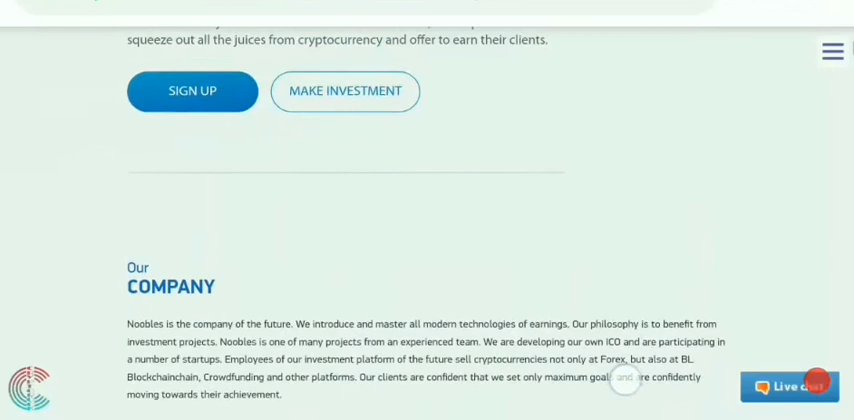 squeeze out all the juices from cryptocurrency and offer to earn their clients.
SIGN UP
MAKE INVESTMENT
Our
COMPANY
Noobles is the company of the future. We introduce and master all modern technologies of earnings. Our philosophy is to benefit from
investment projects. Noobles is one of many projects from an experienced team. We are developing our own ICO and are participating in
a number of startups. Employees of our investment platform of the future sell cryptocurrencies not only at Forex, but also at BL
Blockchainchain, Crowdfunding and other platforms. Our clients are confident that we set only maximum goals and are confidently
moving towards their achievement.
Live chat